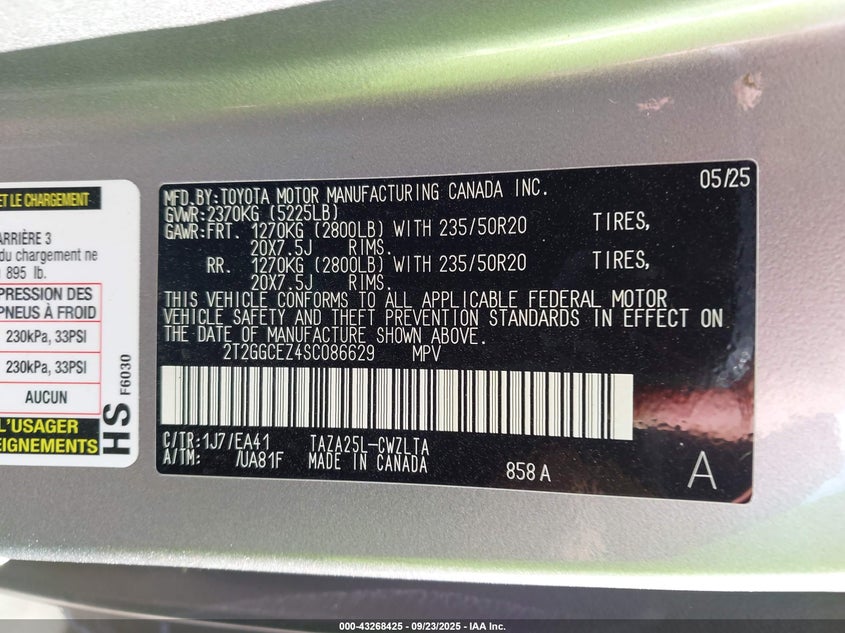 ET LE CHARGEMENT
ARRIÈRE 3
du chargement ne
895 lb.
PRESSION DES
PNEUS À FROID
230kPa, 33PSI
230kPa, 33PSI
AUCUN
L'USAGER
HS F6030
MFD.BY:TOYOTA MOTOR MANUFACTURING CANADA INC. 05/25
GVWR:2370KG (5225LB)
GAWR:FRT. 1270KG (2800LB) WITH 235/50R20 TIRES,
20X7.5J RIMS.
RR. 1270KG (2800LB) WITH 235/50R20 TIRES,
20X7.5J RIMS.
THIS VEHICLE CONFORMS TO ALL APPLICABLE FEDERAL MOTOR
VEHICLE SAFETY AND THEFT PREVENTION STANDARDS IN EFFECT ON
THE DATE OF MANUFACTURE SHOWN ABOVE.
2T2GGCEZ4SC086629 MPV
C/TR:1J7/EA41 TAZA25L-CWZLTA
A/TM: /UA81F MADE IN CANADA
858A A
000-43268425 - 09/23/2025 - IAA Inc.